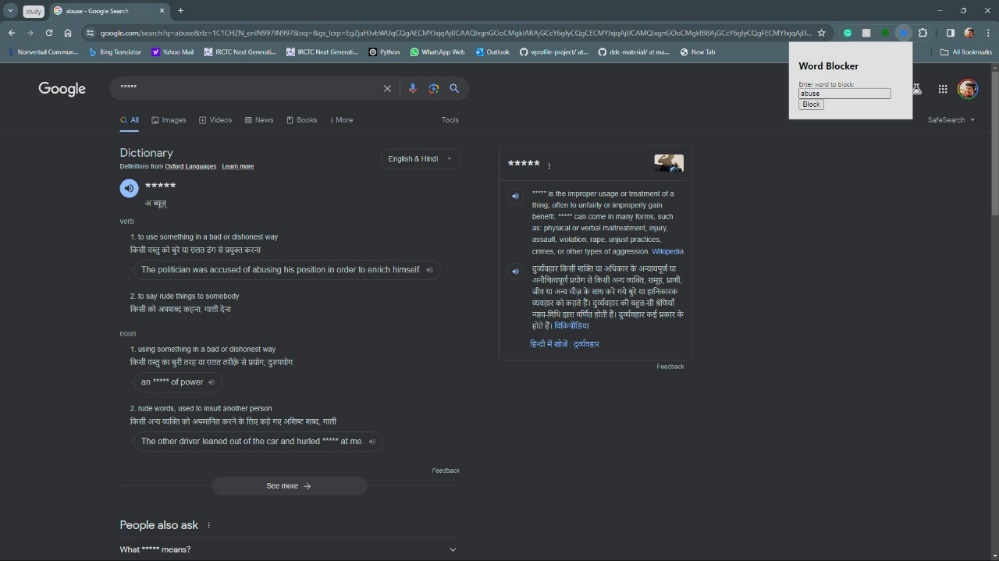 study
abuse - Google Search
google.com/search?q=abuse&rlz=1C1CHZN_enIN997IN997&oq=
Nonverbal Commun...
Bing Translator
Yahoo Mail
IRCTC Next Generati...
IRCTC Next Generati...
Python
WhatsApp Web
Outlook
vprofile-project/ at...
ddc-material/ at ma...
New Tab
All Bookmarks
Word Blocker
Enter word to block:
abuse
Block
Google
*****
All
Images
Videos
News
Books
More
Tools
SafeSearch
Dictionary
Definitions from Oxford Languages · Learn more
English & Hindi
*****
अ ब्यूज़्
verb
1. to use something in a bad or dishonest way
किसी वस्तु को बुरे या ग़लत ढंग से प्रयुक्त करना
The politician was accused of abusing his position in order to enrich himself.
2. to say rude things to somebody
किसी को अपशब्द कहना, गाली देना
noun
1. using something in a bad or dishonest way
किसी वस्तु का बुरी तरह या ग़लत तरीक़े से प्रयोग, दुरुपयोग
an ***** of power
2. rude words, used to insult another person
किसी अन्य व्यक्ति को अपमानित करने के लिए कहे गए अशिष्ट शब्द; गाली
The other driver leaned out of the car and hurled ***** at me.
Feedback
See more
People also ask
What ***** means?
*****
***** is the improper usage or treatment of a
thing, often to unfairly or improperly gain
benefit. ***** can come in many forms, such
as: physical or verbal maltreatment, injury,
assault, violation, rape, unjust practices,
crimes, or other types of aggression. Wikipedia
दुर्व्यवहार किसी व्यक्ति या अधिकार के अन्यायपूर्ण या
अनौचित्यपूर्ण प्रयोग से किसी अन्य व्यक्ति, समूह, प्राणी,
जीव या अन्य चीज़ के साथ करे गये बुरे या हानिकारक
व्यवहार को कहते हैं। दुर्व्यवहार की बहुत-सी श्रेणियाँ
न्याय-विधि द्वारा वर्णित होती हैं। दुर्व्यवहार कई प्रकार के
होते हैं। विकिपीडिया
हिन्दी में खोजें : दुर्व्यवहार
Feedback